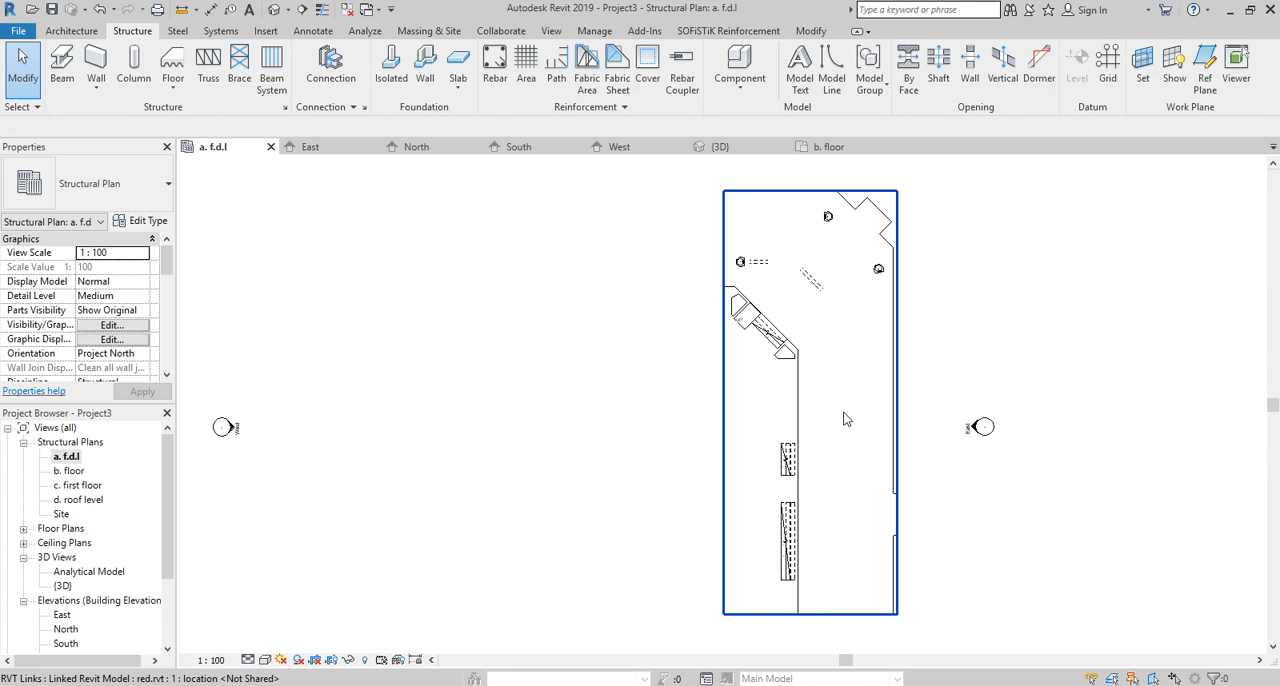 Autodesk Revit 2019 - Project3 - Structural Plan: a. f.d.l
Type a keyword or phrase
Sign In
File Architecture Structure Steel Systems Insert Annotate Analyze Massing & Site Collaborate View Manage Add-Ins SOFiSTiK Reinforcement Modify
Modify Beam Wall Column Floor Truss Brace Beam System Connection Isolated Wall Slab Rebar Area Path Fabric Area Fabric Sheet Cover Rebar Coupler Component Model Text Model Line Model Group By Face Shaft Wall Vertical Dormer Level Grid Set Show Ref Plane Viewer
Select Structure Connection Foundation Reinforcement Model Opening Datum Work Plane
Properties
a. f.d.l East North South West {3D} b. floor
Structural Plan
Structural Plan: a. f.d
Edit Type
Graphics
View Scale 1 : 100
Scale Value 1: 100
Display Model Normal
Detail Level Medium
Parts Visibility Show Original
Visibility/Grap... Edit...
Graphic Displ... Edit...
Orientation Project North
Wall Join Disp... Clean all wall j...
Properties help Apply
Project Browser - Project3
Views (all)
Structural Plans
a. f.d.l
b. floor
c. first floor
d. roof level
Site
Floor Plans
Ceiling Plans
3D Views
Analytical Model
{3D}
Elevations (Building Elevation
East
North
South
West
East
1 : 100
RVT Links : Linked Revit Model : red.rvt : 1 : location <Not Shared>
:0
Main Model
:0